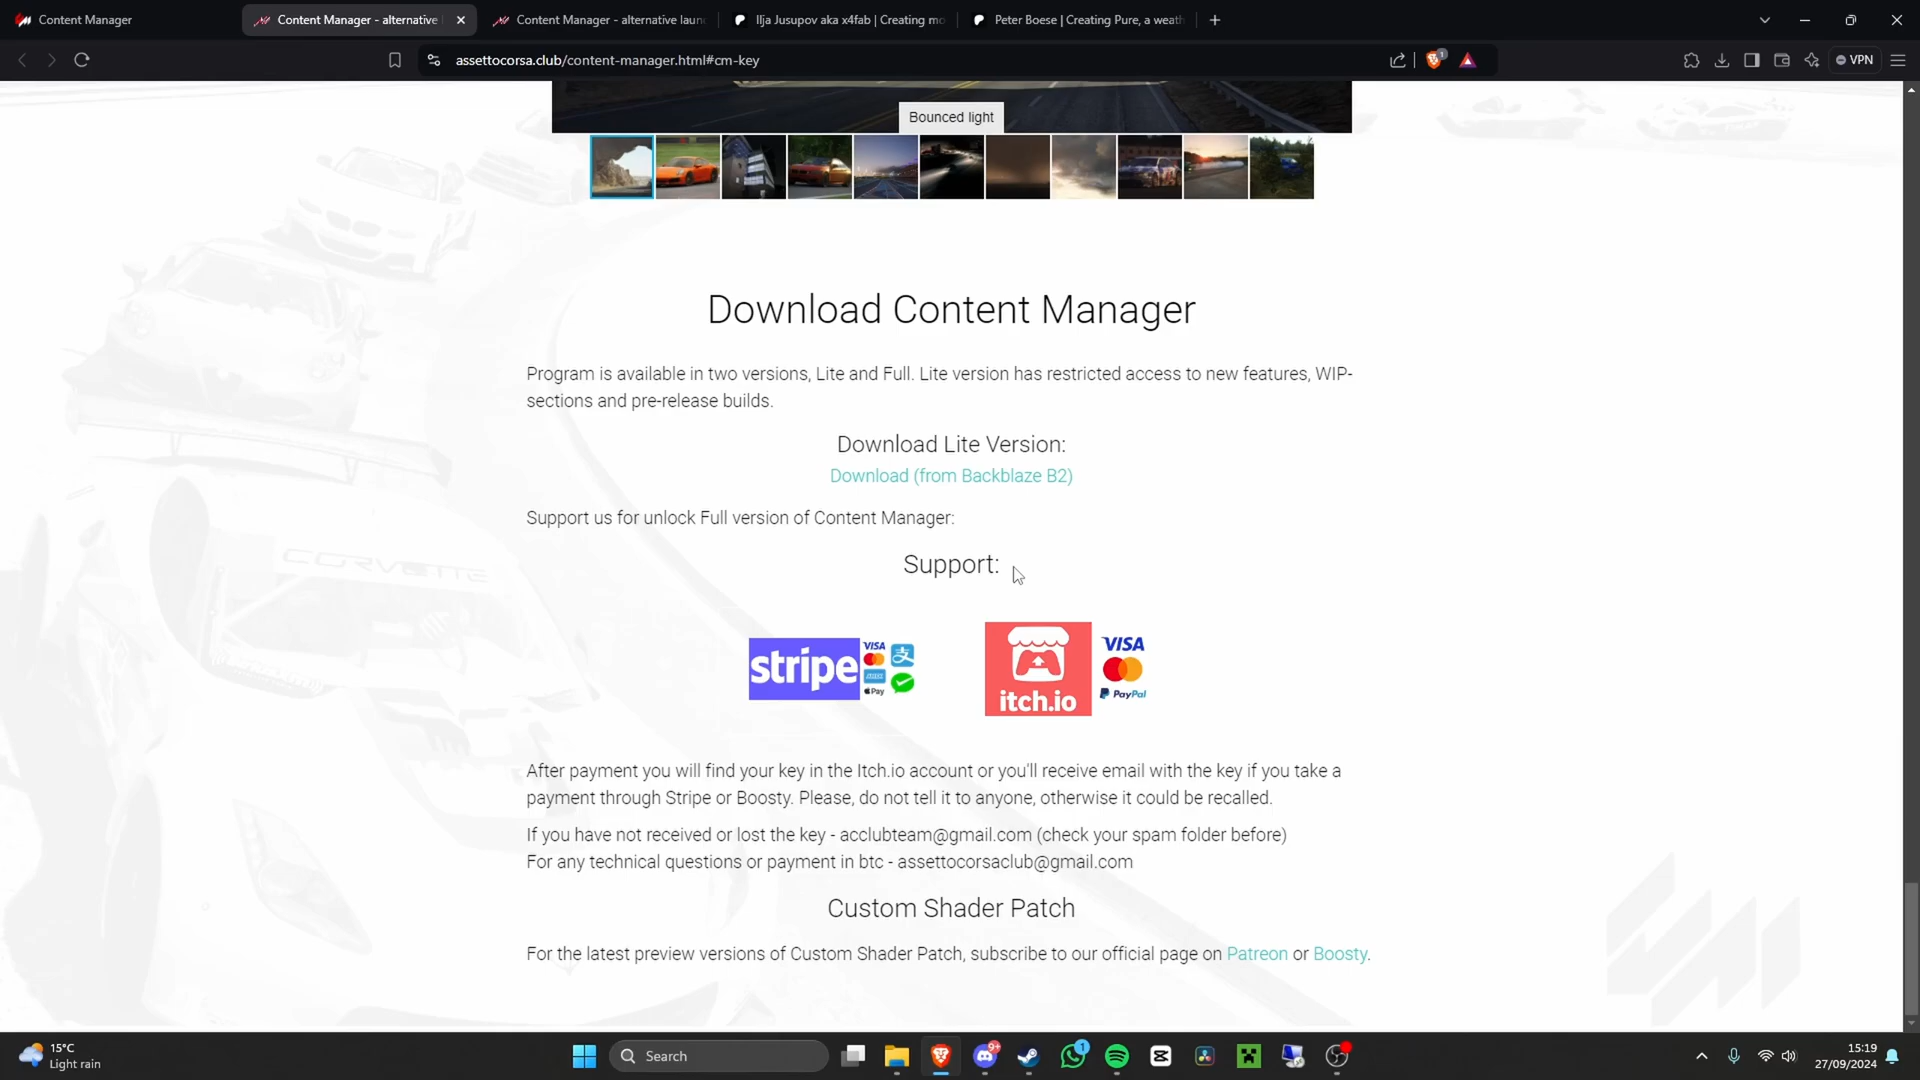 Content Manager
Content Manager - alternative
Content Manager - alternative laun
Ilja Jusupov aka x4fab | Creating mo
Peter Boese | Creating Pure, a weath
assettocorsa.club/content-manager.html#cm-key
1
VPN
Bounced light
CORVETTE
Download Content Manager
Program is available in two versions, Lite and Full. Lite version has restricted access to new features, WIP-
sections and pre-release builds.
Download Lite Version:
Download (from Backblaze B2)
Support us for unlock Full version of Content Manager:
Support:
stripe
VISA
Pay
itch.io
VISA
PayPal
After payment you will find your key in the Itch.io account or you'll receive email with the key if you take a
payment through Stripe or Boosty. Please, do not tell it to anyone, otherwise it could be recalled.
If you have not received or lost the key - acclubteam@gmail.com (check your spam folder before)
For any technical questions or payment in btc - assettocorsaclub@gmail.com
Custom Shader Patch
For the latest preview versions of Custom Shader Patch, subscribe to our official page on Patreon or Boosty.
15°C
Light rain
Search
9+
1
15:19
27/09/2024